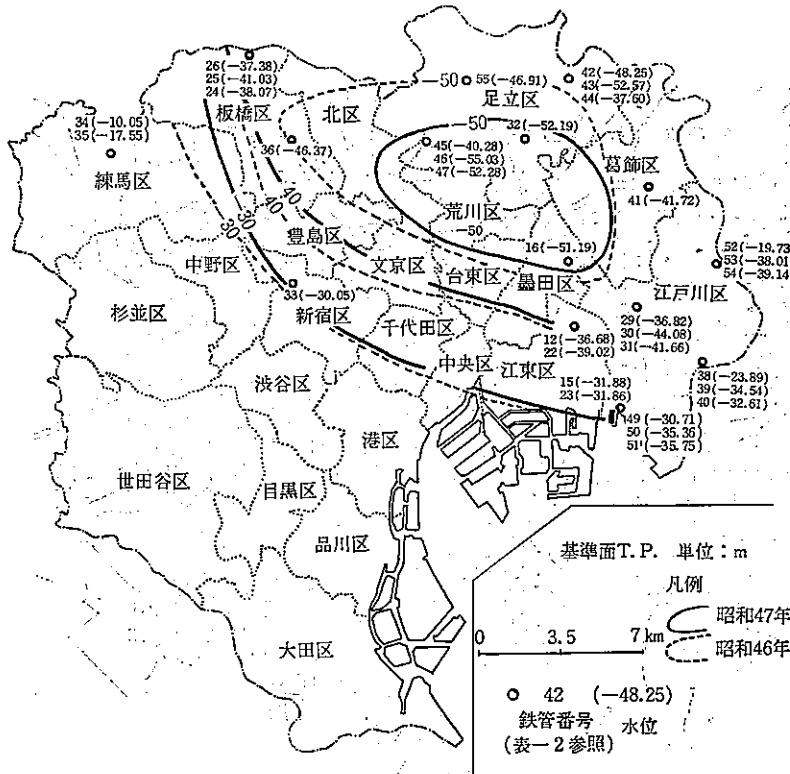 26(−37.38)
25(−41.03)
24(−38.07)
板橋区
北区
−50
55(−46.91)
足立区
42(−48.25)
43(−52.57)
44(−37.60)
34(−10.05)
35(−17.55)
練馬区
36(−46.37)
−50
32(−52.19)
45(−40.28)
46(−55.03)
47(−52.28)
葛飾区
41(−41.72)
荒川区
−50
30
30
40
40
豊島区
中野区
文京区
台東区
16(−51.19)
墨田区
52(−19.73)
53(−38.01)
54(−39.14)
江戸川区
杉並区
33(−30.05)
新宿区
千代田区
12(−36.68)
22(−39.02)
29(−36.82)
30(−44.08)
31(−41.66)
中央区
江東区
渋谷区
15(−31.88)
23(−31.86)
38(−23.89)
39(−34.54)
40(−32.61)
49(−30.71)
50(−35.36)
51(−35.75)
港区
世田谷区
目黒区
品川区
大田区
基準面T.P. 単位:m
凡例
昭和47年
昭和46年
0 3.5 7 km
42 (−48.25)
鉄管番号 水位
(表−2参照)